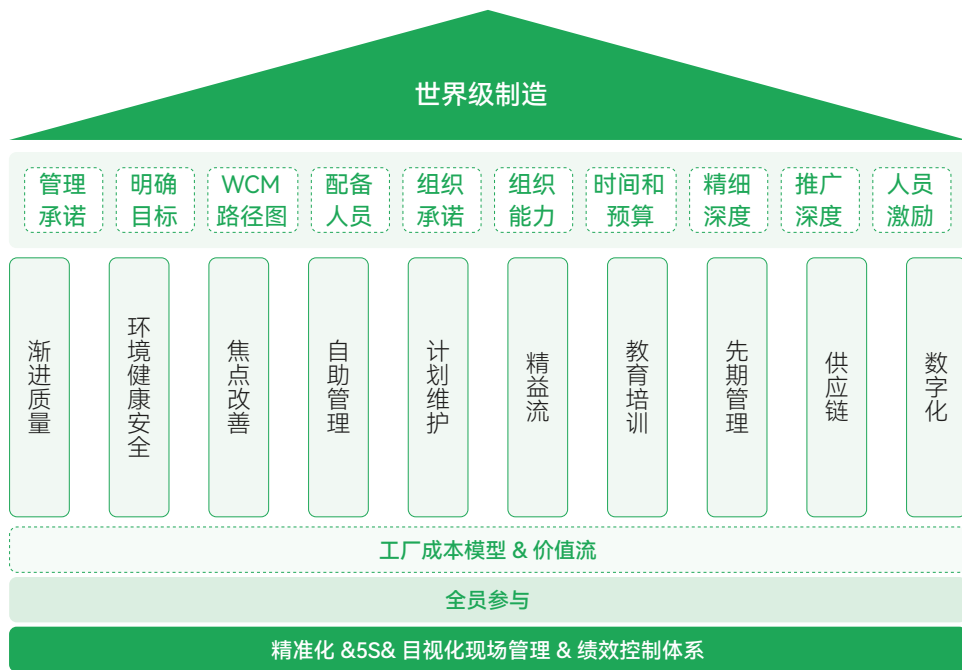 世界级制造
管理
承诺
明确
目标
WCM
路径图
配备
人员
组织
承诺
组织
能力
时间和
预算
精细
深度
推广
深度
人员
激励
渐进质量
环境健康安全
焦点改善
自助管理
计划维护
精益流
教育培训
先期管理
供应链
数字化
工厂成本模型 & 价值流
全员参与
精准化 &5S& 目视化现场管理 & 绩效控制体系